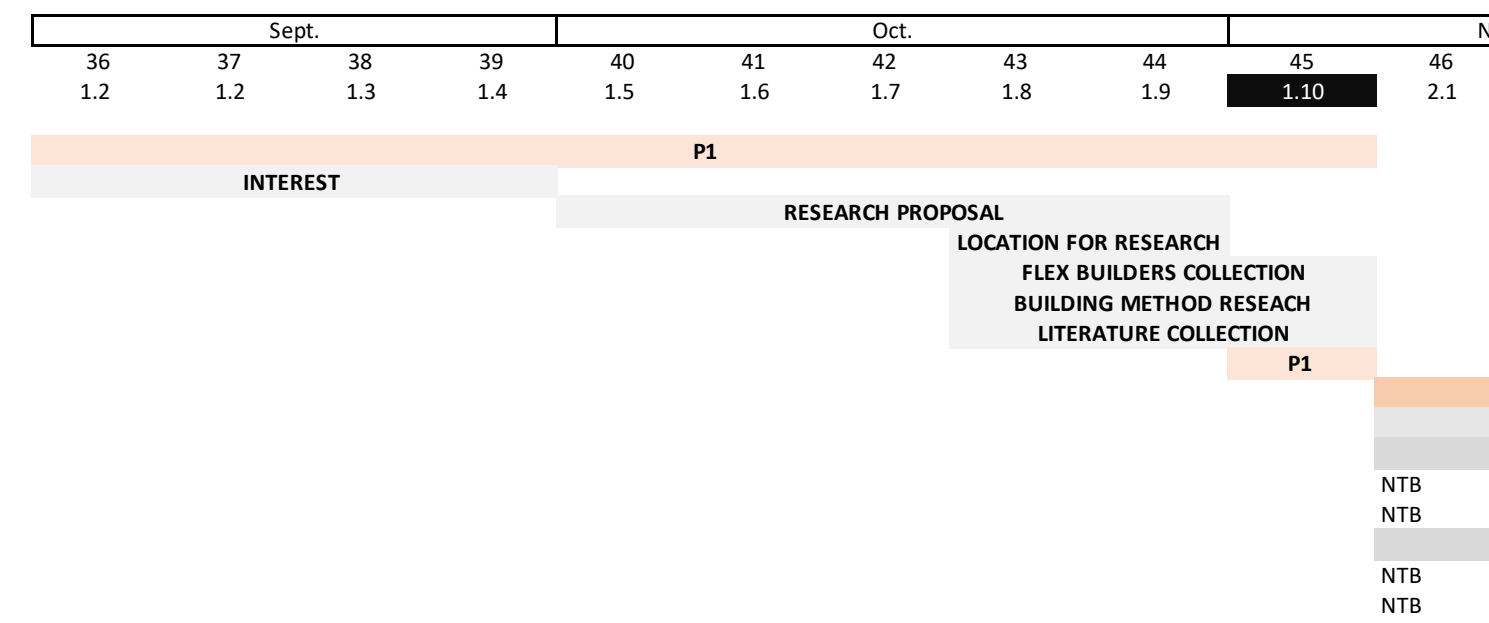 Sept. Oct. N
36 37 38 39 40 41 42 43 44 45 46
1.2 1.2 1.3 1.4 1.5 1.6 1.7 1.8 1.9 1.10 2.1
P1
INTEREST
RESEARCH PROPOSAL
LOCATION FOR RESEARCH
FLEX BUILDERS COLLECTION
BUILDING METHOD RESEACH
LITERATURE COLLECTION
P1
NTB
NTB
NTB
NTB